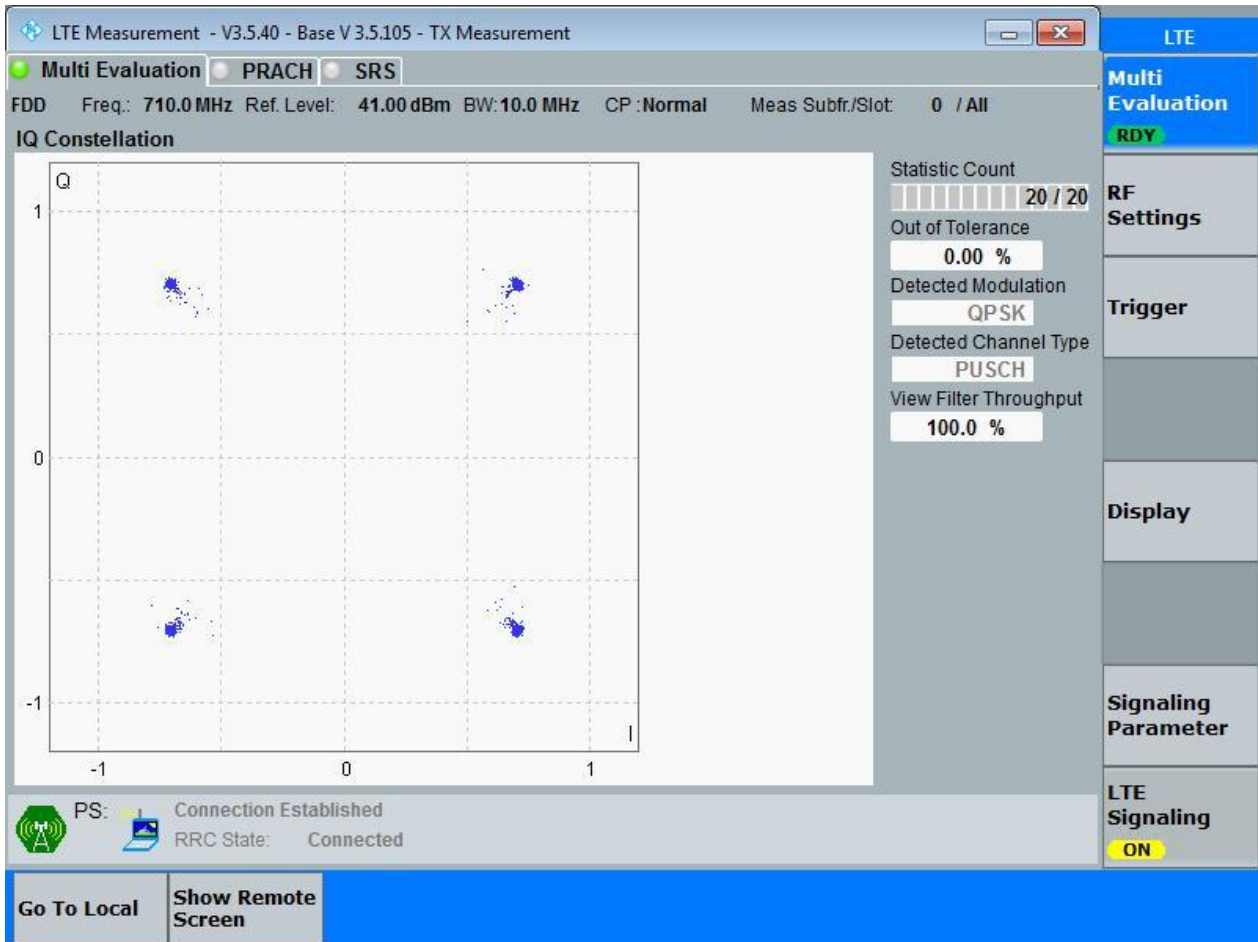 LTE Measurement - V3.5.40 - Base V 3.5.105 - TX Measurement
LTE
Multi Evaluation PRACH SRS
Multi
Evaluation
RDY
FDD Freq.: 710.0 MHz Ref. Level: 41.00 dBm BW: 10.0 MHz CP : Normal Meas Subfr./Slot: 0 / All
IQ Constellation
Q
1
0
-1
I
-1 0 1
Statistic Count
20 / 20
Out of Tolerance
0.00 %
Detected Modulation
QPSK
Detected Channel Type
PUSCH
View Filter Throughput
100.0 %
RF
Settings
Trigger
Display
Signaling
Parameter
LTE
Signaling
ON
PS: Connection Established
RRC State: Connected
Go To Local
Show Remote
Screen